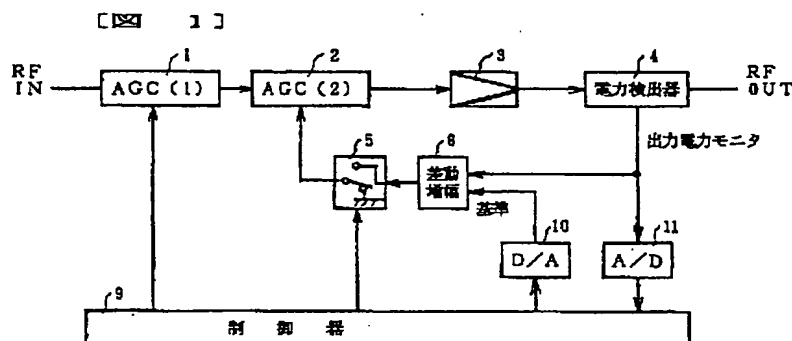 [図 1]
1
2
3
4
RF IN
AGC(1)
AGC(2)
電力検出器
RF OUT
出力電力モニタ
5
6
差動増幅
基準
10
11
D/A
A/D
9
制御器